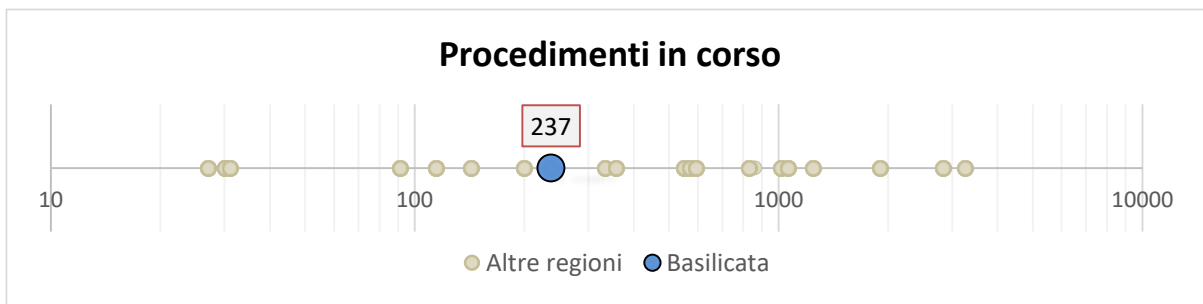 Procedimenti in corso
237
10 100 1000 10000
Altre regioni Basilicata